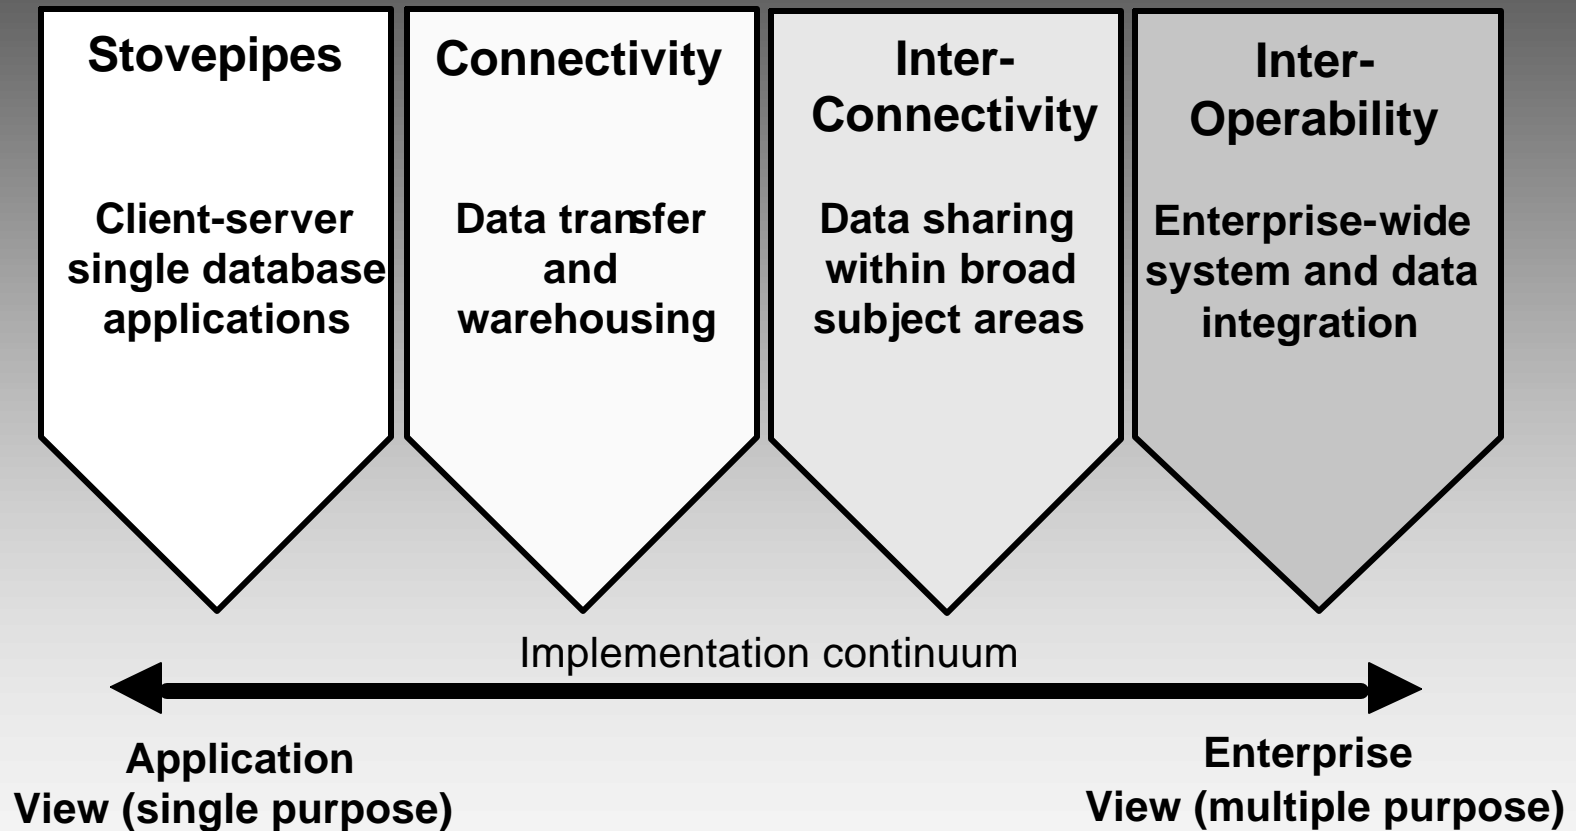 Stovepipes
Client-server
single database
applications
Connectivity
Data transfer
and
warehousing
Inter-
Connectivity
Data sharing
within broad
subject areas
Inter-
Operability
Enterprise-wide
system and data
integration
Implementation continuum
Application
View (single purpose)
Enterprise
View (multiple purpose)